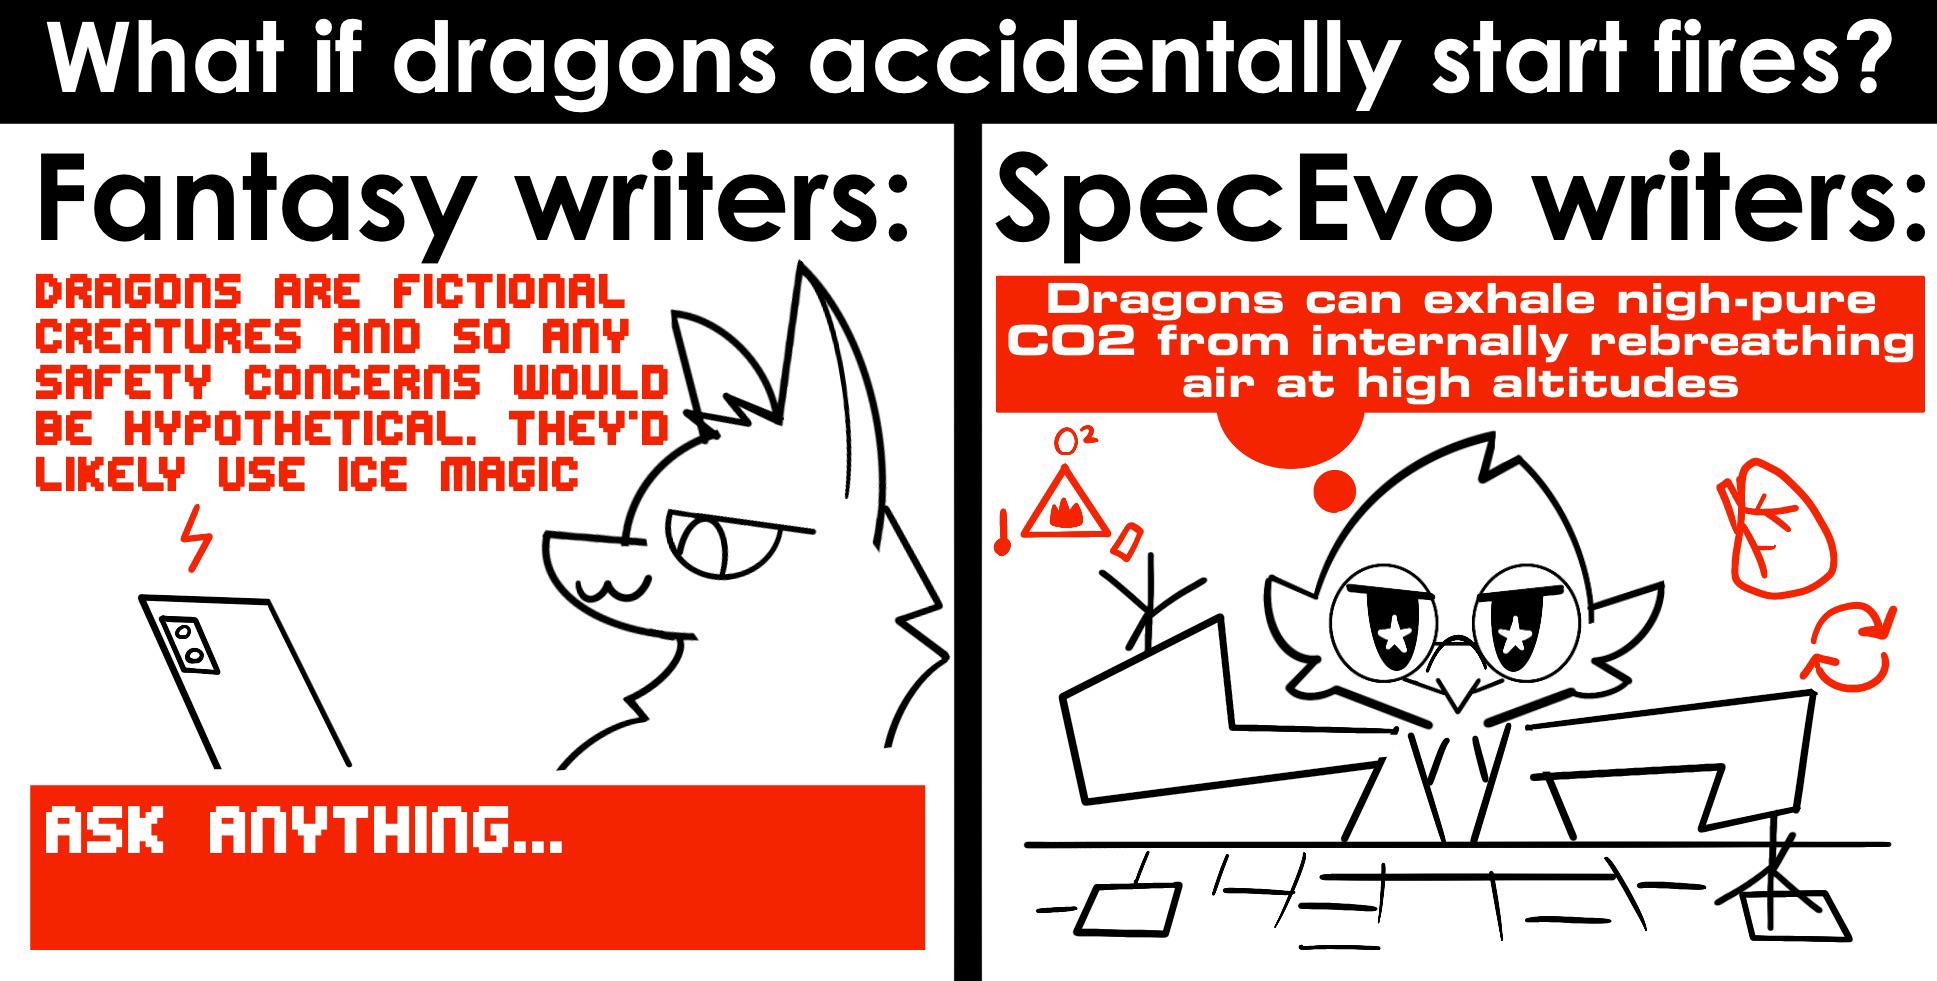 What if dragons accidentally start fires?
Fantasy writers:
DRAGONS ARE FICTIONAL
CREATURES AND SO ANY
SAFETY CONCERNS WOULD
BE HYPOTHETICAL. THEY'D
LIKELY USE ICE MAGIC
ASK ANYTHING...
SpecEvo writers:
Dragons can exhale nigh-pure
CO2 from internally rebreathing
air at high altitudes
O²